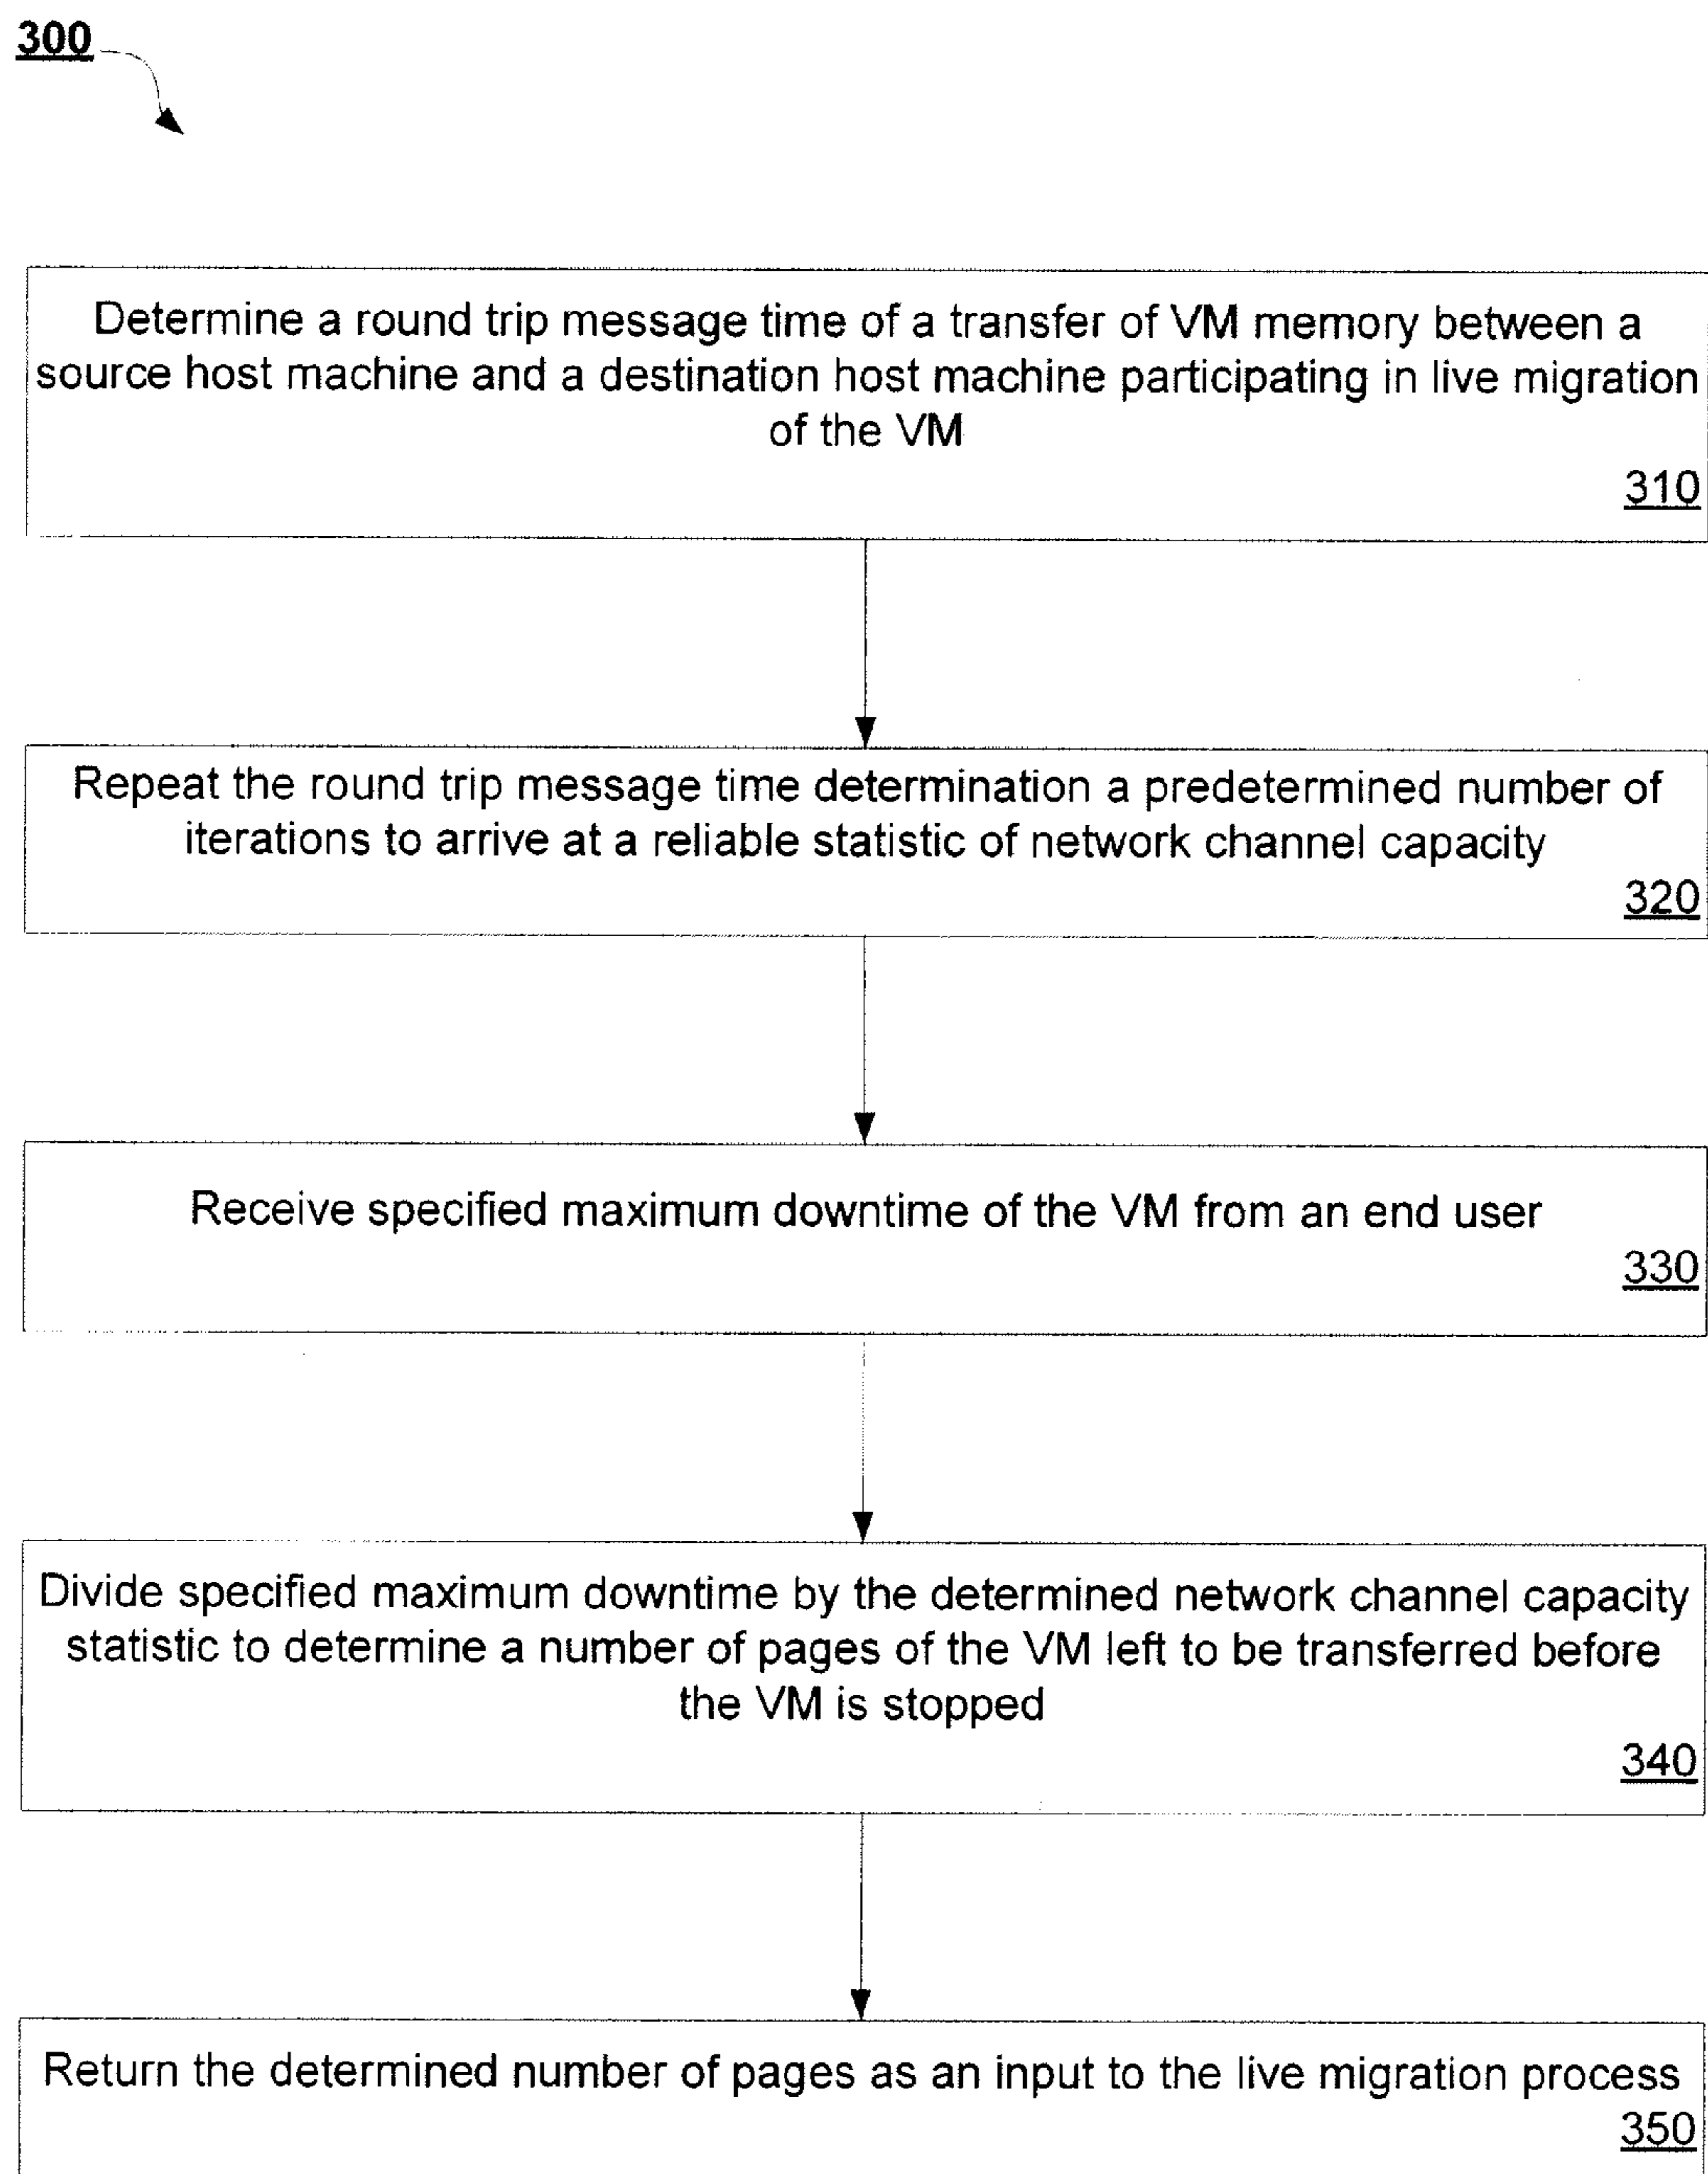 300
Determine a round trip message time of a transfer of VM memory between a
source host machine and a destination host machine participating in live migration
of the VM
310
Repeat the round trip message time determination a predetermined number of
iterations to arrive at a reliable statistic of network channel capacity
320
Receive specified maximum downtime of the VM from an end user
330
Divide specified maximum downtime by the determined network channel capacity
statistic to determine a number of pages of the VM left to be transferred before
the VM is stopped
340
Return the determined number of pages as an input to the live migration process
350